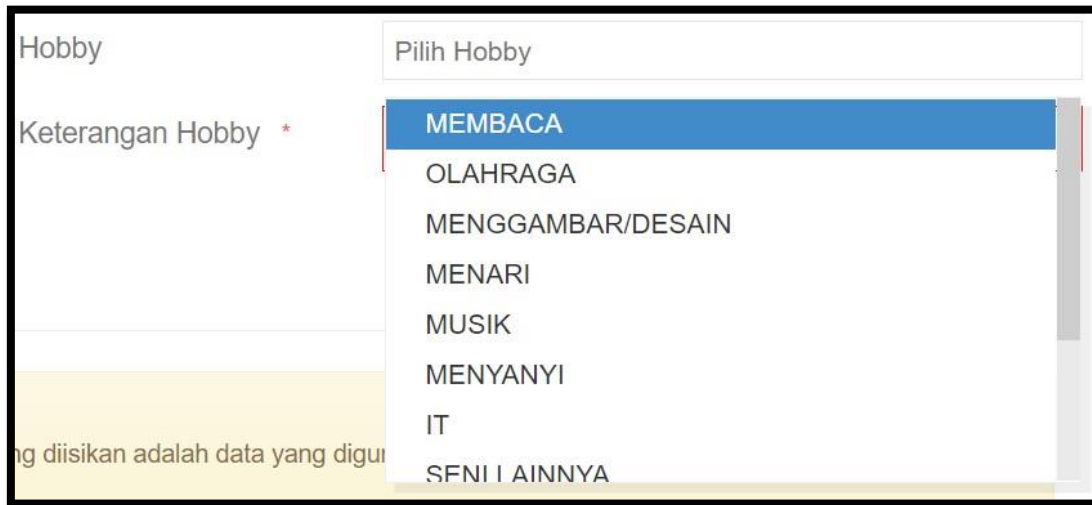 Hobby
Pilih Hobby
Keterangan Hobby *
MEMBACA
OLAHRAGA
MENGGAMBAR/DESAIN
MENARI
MUSIK
MENYANYI
IT
SENI LAINNYA
diisikan adalah data yang